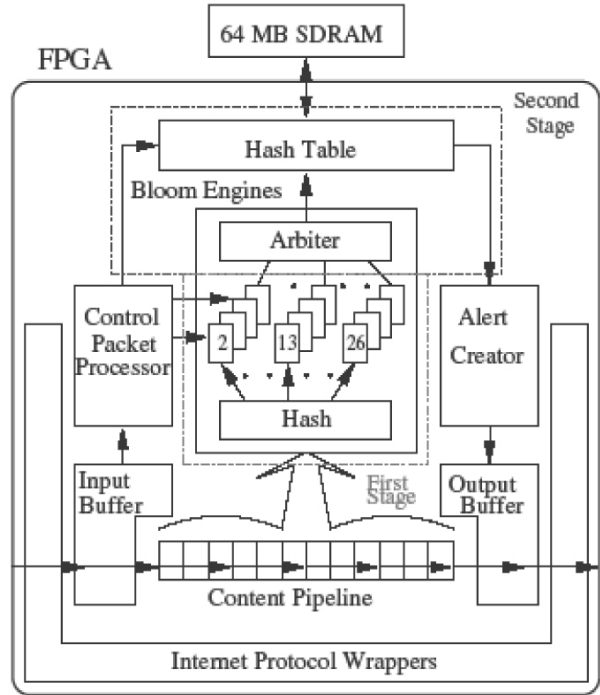 64 MB SDRAM
FPGA
Second
Stage
Hash Table
Bloom Engines
Arbiter
Control
Packet
Processor
2
13
26
Alert
Creator
Hash
Input
Buffer
First
Stage
Output
Buffer
Content Pipeline
Internet Protocol Wrappers